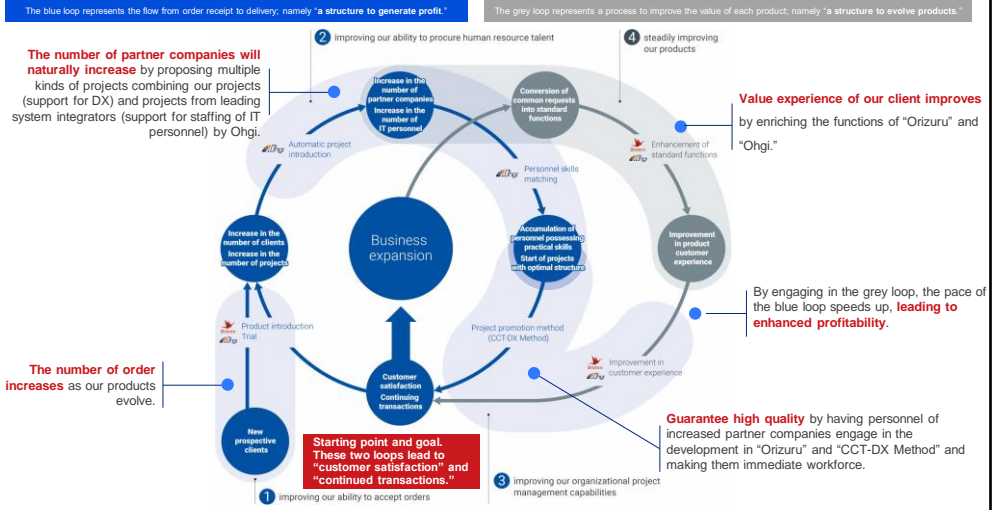 The blue loop represents the flow from order receipt to delivery; namely “a structure to generate profit.”
The grey loop represents a process to improve the value of each product; namely “a structure to evolve products.”
2 improving our ability to procure human resource talent
4 steadily improving
our products
The number of partner companies will
naturally increase by proposing multiple
kinds of projects combining our projects
(support for DX) and projects from leading
system integrators (support for staffing of IT
personnel) by Ohgi.
Increase in the
number of
partner companies
Increase in the
number of
IT personnel
Conversion of
common requests
into standard
functions
Value experience of our client improves
by enriching the functions of “Orizuru” and
“Ohgi.”
Ohgi
Automatic project
introduction
Orizuru
Ohgi
Enhancement of
standard functions
Ohgi
Personnel skills
matching
Increase in the
number of clients
Increase in the
number of projects
Business
expansion
Accumulation of
personnel possessing
practical skills
Start of projects
with optimal structure
Improvement
in product
customer
experience
By engaging in the grey loop, the pace of
the blue loop speeds up, leading to
enhanced profitability.
Orizuru
Ohgi
Product introduction
Trial
Project promotion method
(CCT-DX Method)
Orizuru
Ohgi
Improvement in
customer experience
The number of order
increases as our products
evolve.
Customer
satisfaction
Continuing
transactions
New
prospective
clients
Starting point and goal.
These two loops lead to
“customer satisfaction” and
“continued transactions.”
Guarantee high quality by having personnel of
increased partner companies engage in the
development in “Orizuru” and “CCT-DX Method” and
making them immediate workforce.
3 improving our organizational project
management capabilities
1 improving our ability to accept orders